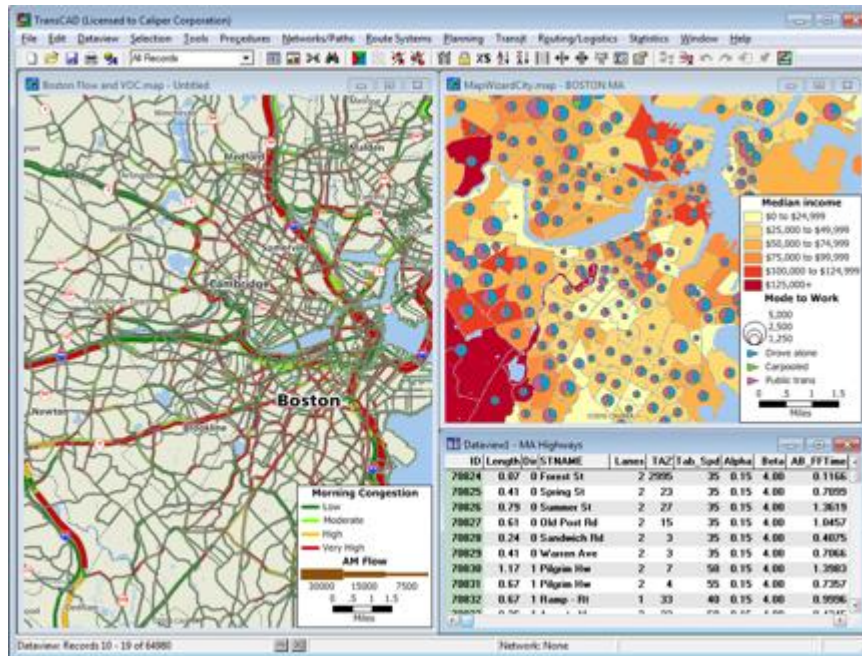 TransCAD (Licensed to Caliper Corporation)
File Edit Dataview Selection Tools Procedures Networks/Paths Route Systems Planning Transit Routing/Logistics Statistics Window Help
All Records
Boston Flow and VOC map - Untitled
Medford
Malden
Somerville
Cambridge
Boston
Newton
Brookline
Morning Congestion
Low
Moderate
High
Very High
AM Flow
30000 15000 7500
0 .5 1 1.5
Miles
MapWizardCity.map - BOSTON MA
Median income
$0 to $24,999
$25,000 to $49,999
$50,000 to $74,999
$75,000 to $99,999
$100,000 to $124,999
$125,000+
Mode to Work
5,000
2,500
1,250
Drove alone
Carpooled
Public trans
0 .5 1 1.5
Miles
Dataview1 - MA Highways
ID Length Dir STNAME Lanes TAZ Tab_Spd Alpha Beta AB_FFTime
70824 0.07 0 Forest St 2 2995 35 0.15 4.00 0.1166
70825 0.41 0 Spring St 2 23 35 0.15 4.00 0.7099
70826 0.79 0 Summer St 2 27 35 0.15 4.00 1.3619
70827 0.61 0 Old Post Rd 2 15 35 0.15 4.00 1.0457
70828 0.24 0 Sandwich Rd 2 3 35 0.15 4.00 0.4075
70829 0.41 0 Warren Ave 2 3 35 0.15 4.00 0.7066
70830 1.17 1 Pilgrim Hw 2 7 50 0.15 4.00 1.3983
70831 0.67 1 Pilgrim Hw 2 4 55 0.15 4.00 0.7357
70832 0.67 1 Ramp - Rt 1 33 40 0.15 4.00 0.9996
Dataview: Records 10 - 19 of 64980
Network: None